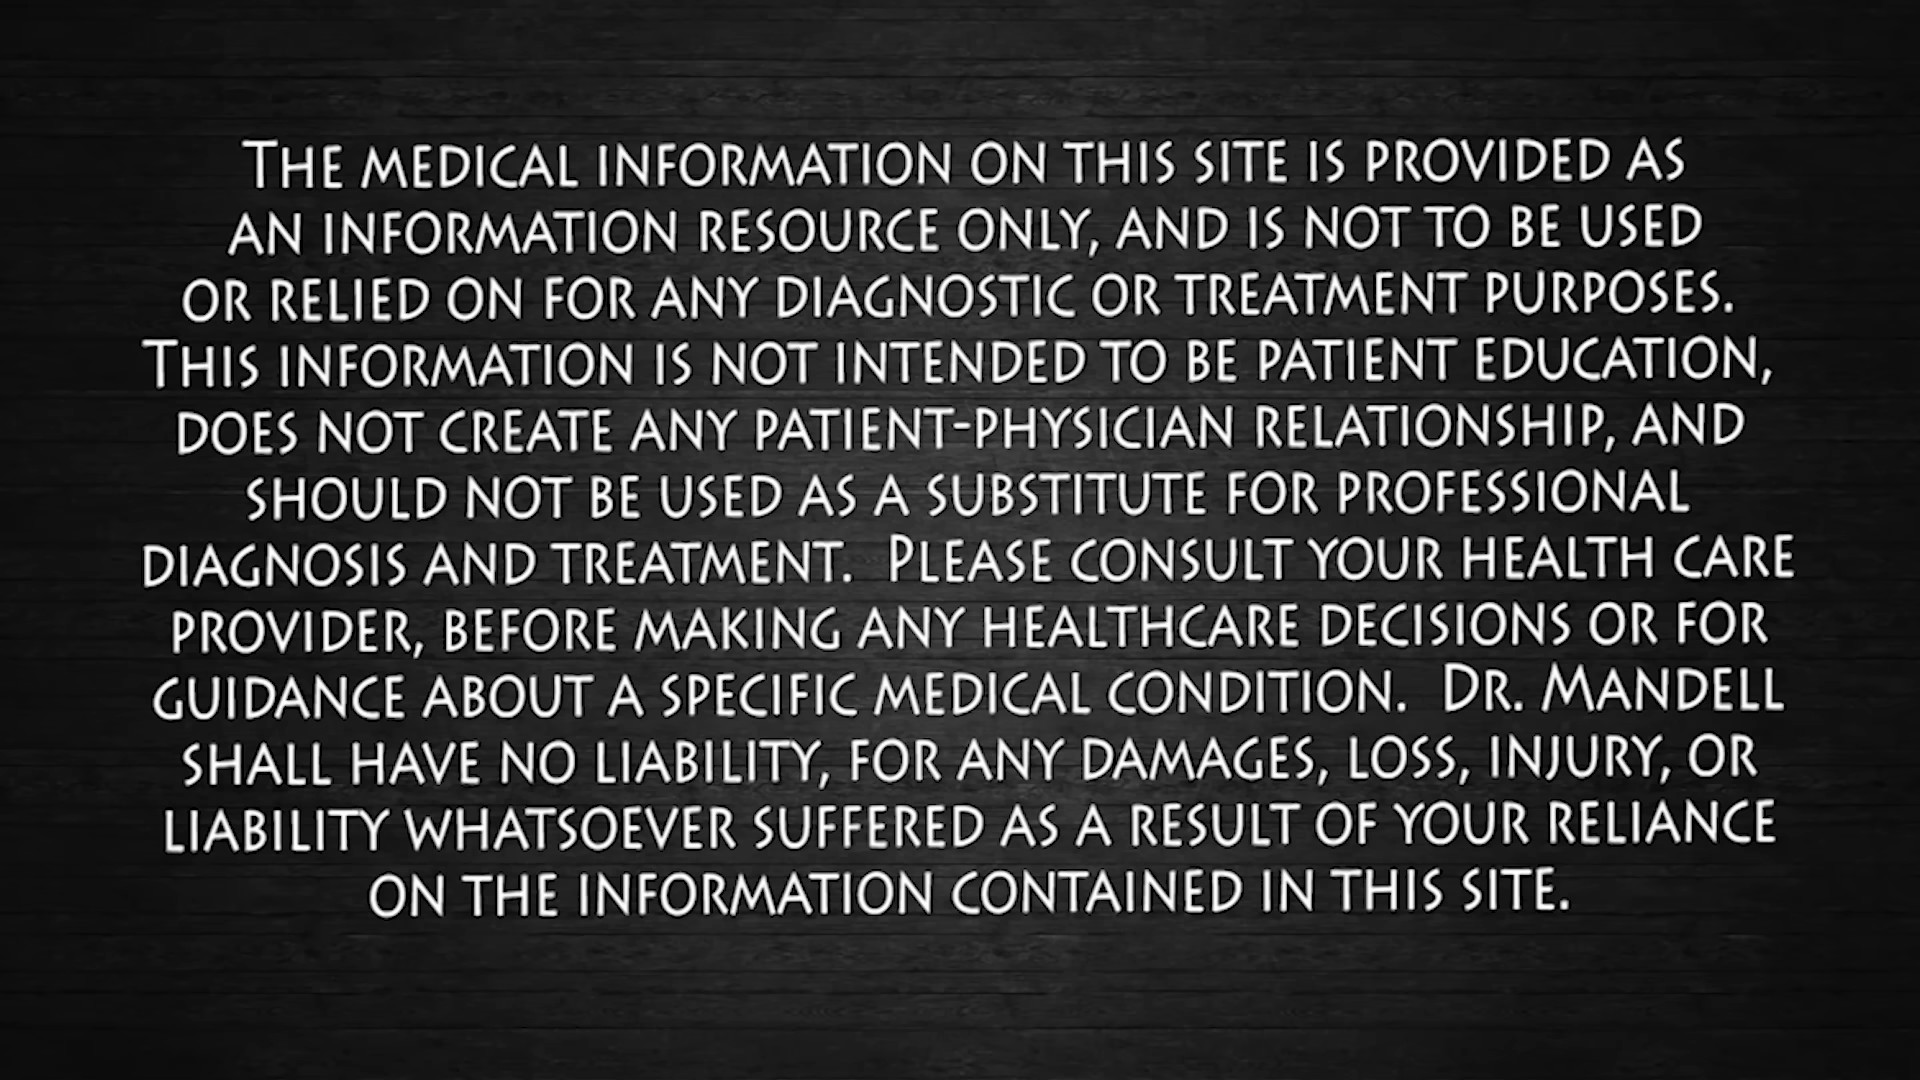 The medical information on this site is provided as
an information resource only, and is not to be used
or relied on for any diagnostic or treatment purposes.
This information is not intended to be patient education,
does not create any patient-physician relationship, and
should not be used as a substitute for professional
diagnosis and treatment.  Please consult your health care
provider, before making any healthcare decisions or for
guidance about a specific medical condition.  Dr. Mandell
shall have no liability, for any damages, loss, injury, or
liability whatsoever suffered as a result of your reliance
on the information contained in this site.